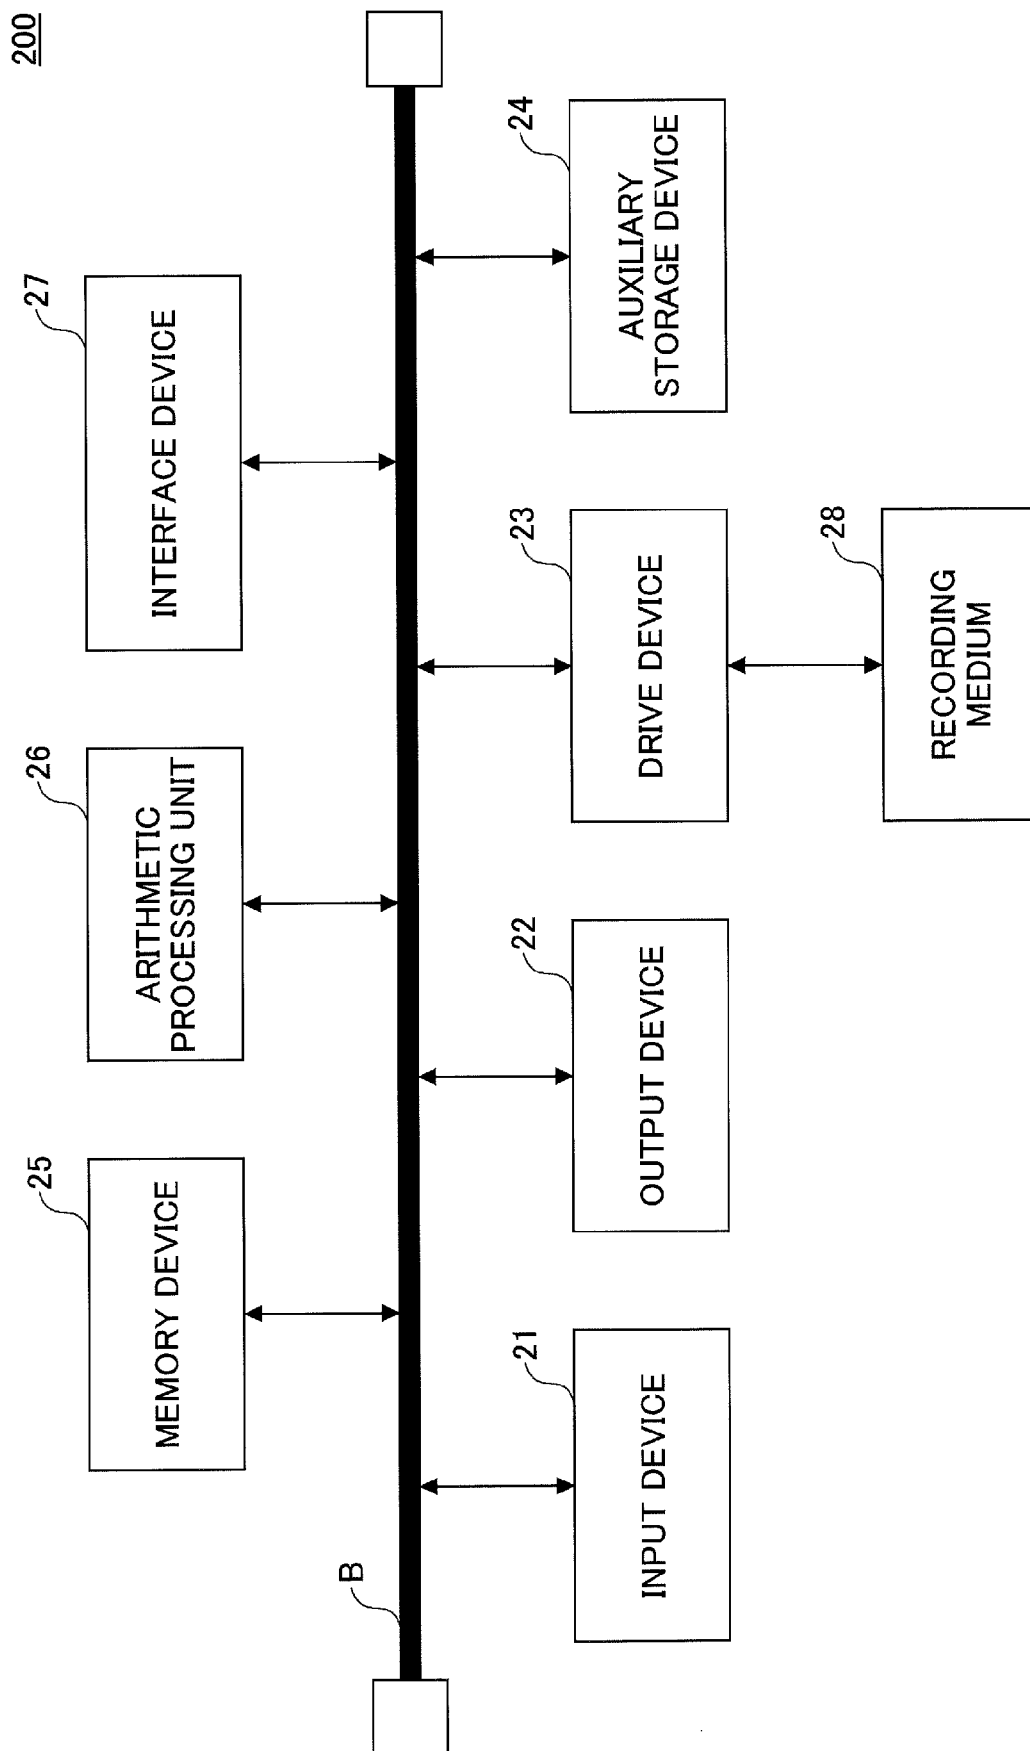 200
25
MEMORY DEVICE
26
ARITHMETIC
PROCESSING UNIT
27
INTERFACE DEVICE
B
21
INPUT DEVICE
22
OUTPUT DEVICE
23
DRIVE DEVICE
24
AUXILIARY
STORAGE DEVICE
28
RECORDING
MEDIUM